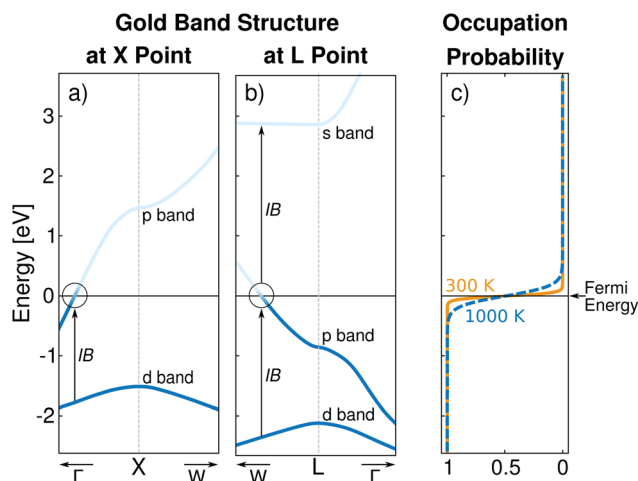 Gold Band Structure
at X Point
at L Point
Occupation
Probability
a)
b)
c)
Energy [eV]
3
2
1
0
-1
-2
s band
p band
IB
IB
IB
p band
d band
d band
300 K
1000 K
Fermi
Energy
Γ
X
W
W
L
Γ
1
0.5
0